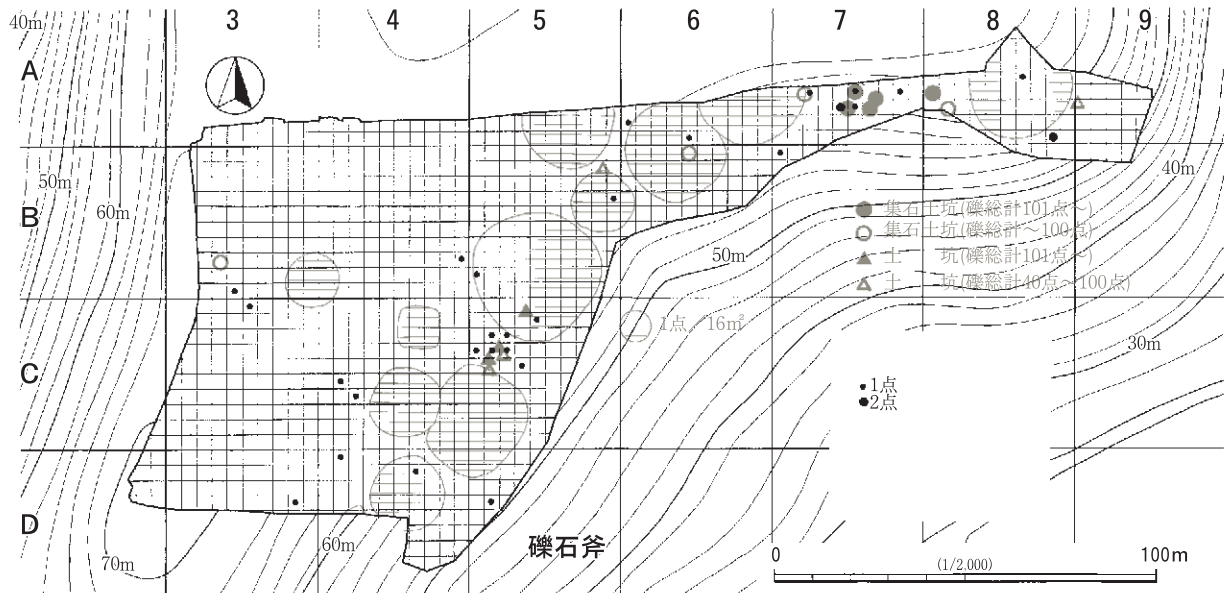 3 4 5 6 7 8 9
40m
A
50m
40m
60m
B
集石土坑(礫総計101点~)
集石土坑(礫総計~100点)
50m
土 坑(礫総計101点~)
土 坑(礫総計40点~100点)
1点/16㎡
30m
C
1点
2点
D
60m
礫石斧
70m
0 100m
(1/2,000)